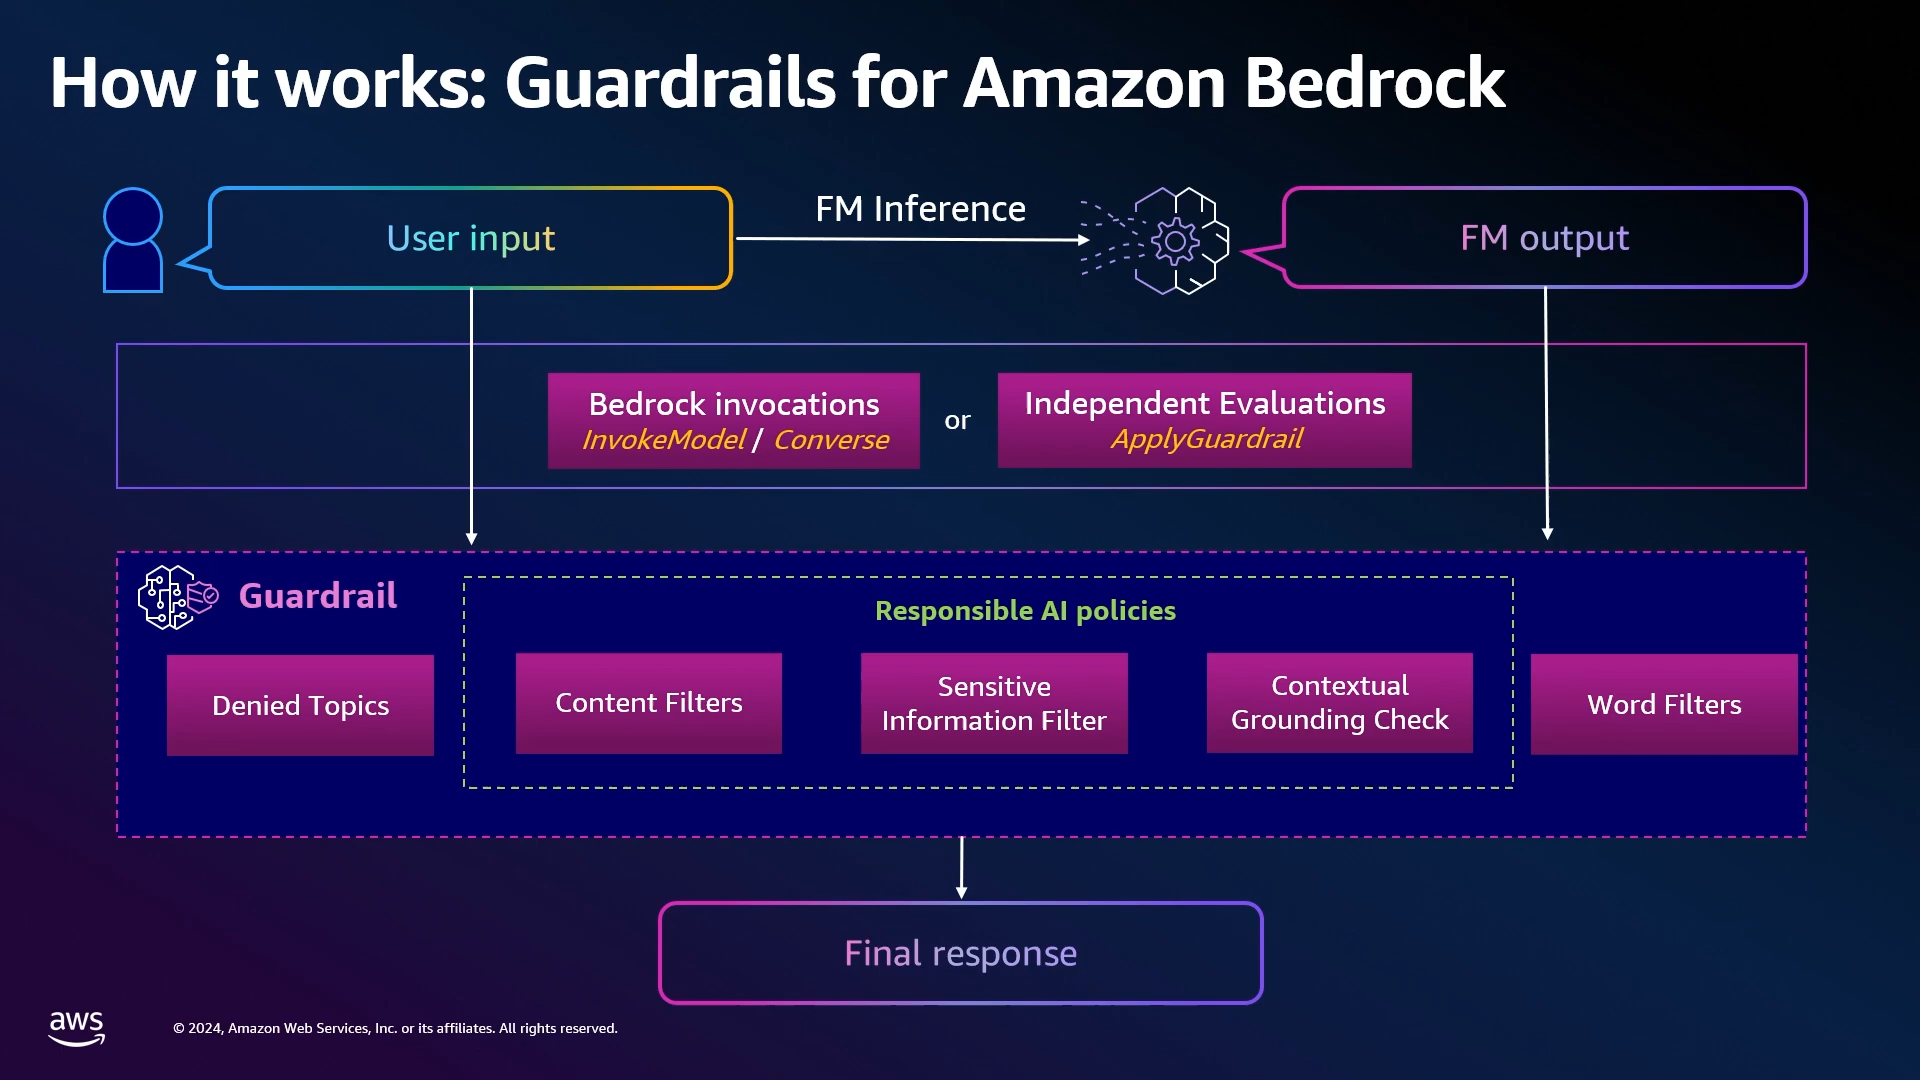 How it works: Guardrails for Amazon Bedrock
User input
FM Inference
FM output
Bedrock invocations
InvokeModel / Converse
or
Independent Evaluations
ApplyGuardrail
Guardrail
Responsible AI policies
Denied Topics
Content Filters
Sensitive
Information Filter
Contextual
Grounding Check
Word Filters
Final response
aws
© 2024, Amazon Web Services, Inc. or its affiliates. All rights reserved.